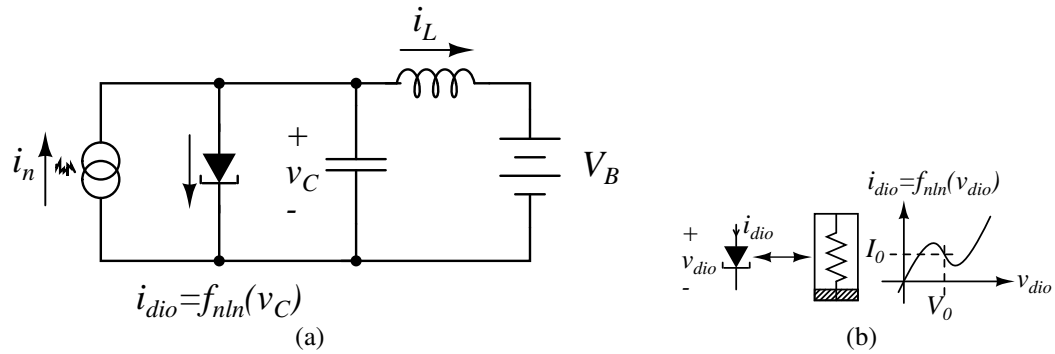 i_L
i_n
+
v_C
-
V_B
i_dio=f_nln(v_C)
(a)
i_dio=f_nln(v_dio)
+
v_dio
-
i_dio
I_0
V_0
v_dio
(b)